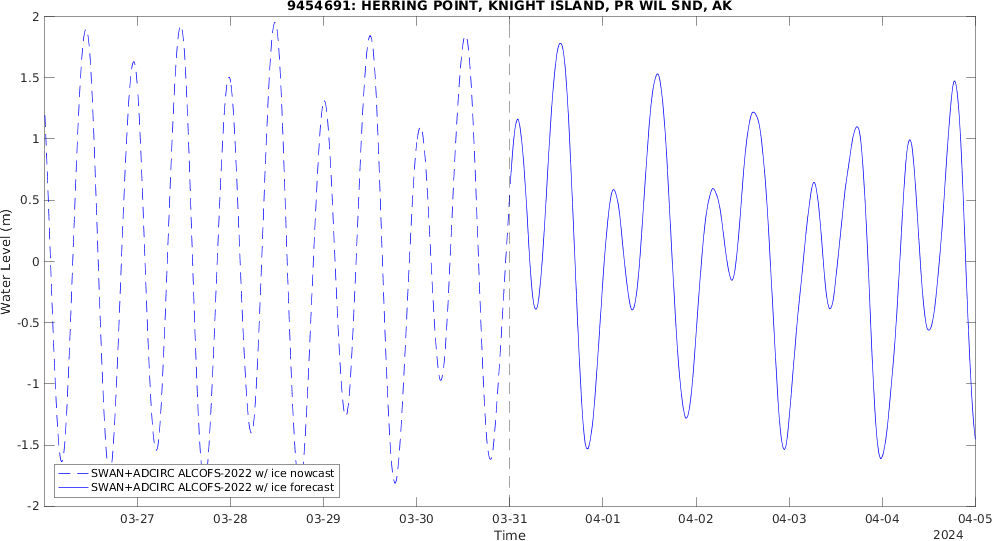 9454691: HERRING POINT, KNIGHT ISLAND, PR WIL SND, AK
2
1.5
1
0.5
0
-0.5
-1
-1.5
-2
Water Level (m)
SWAN+ADCIRC ALCOFS-2022 w/ ice nowcast
SWAN+ADCIRC ALCOFS-2022 w/ ice forecast
03-27 03-28 03-29 03-30 03-31 04-01 04-02 04-03 04-04 04-05
Time
2024